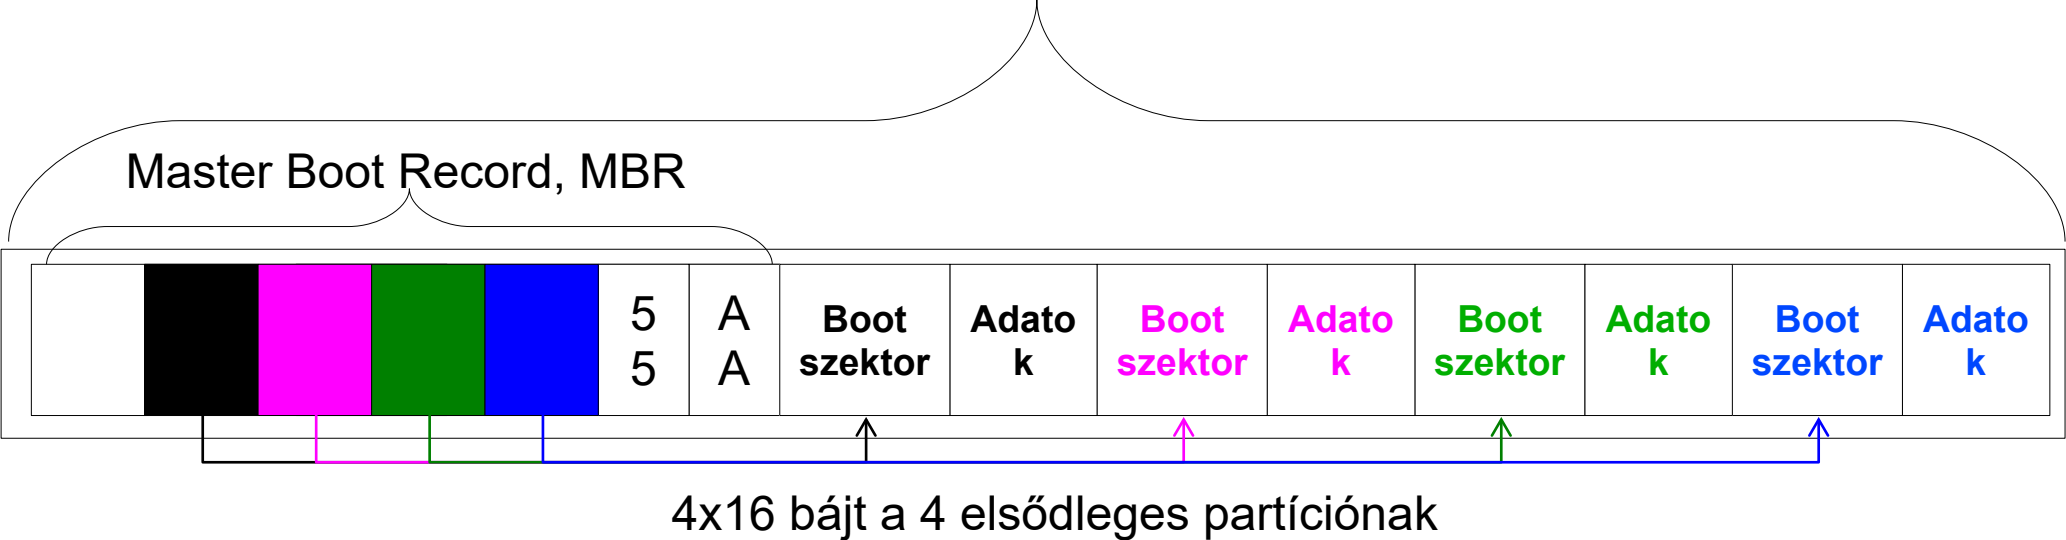 Master Boot Record, MBR
5 A Boot Adato Boot Adato Boot Adato Boot Adato
5 A szektor k szektor k szektor k szektor k
4x16 bájt a 4 elsődleges partíciónak